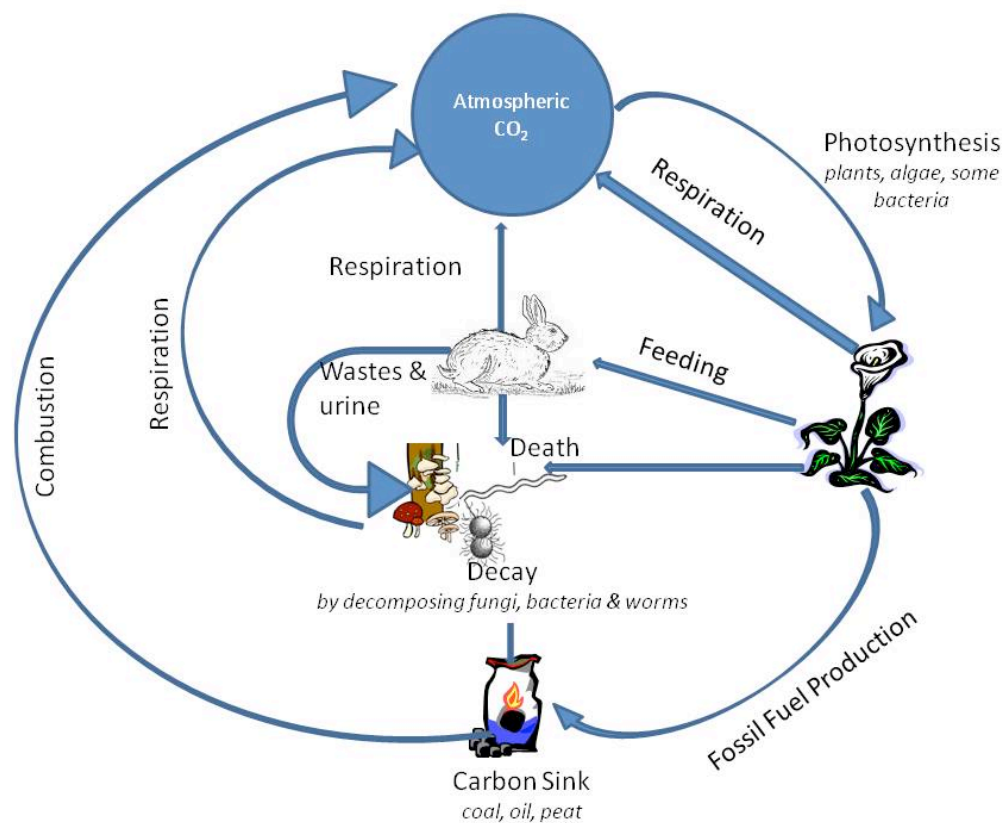 Atmospheric
CO₂
Photosynthesis
plants, algae, some
bacteria
Respiration
Respiration
Respiration
Combustion
Feeding
Wastes &
urine
Death
Decay
by decomposing fungi, bacteria & worms
Fossil Fuel Production
Carbon Sink
coal, oil, peat